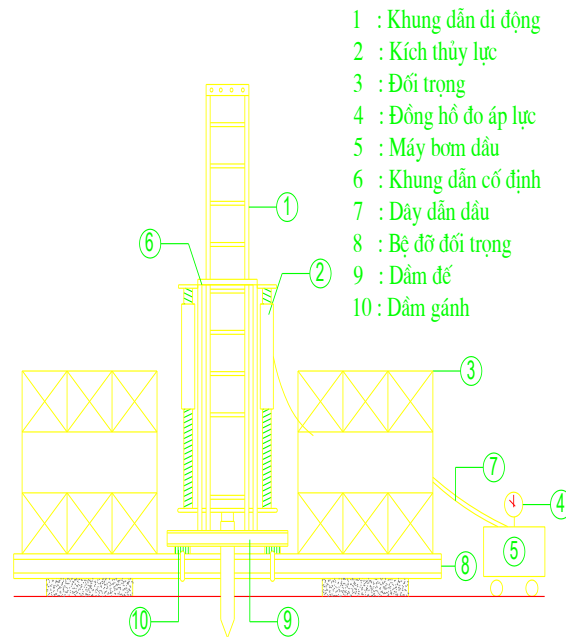 1 : Khung dẫn di động
2 : Kích thủy lực
3 : Đối trọng
4 : Đồng hồ đo áp lực
5 : Máy bơm dầu
6 : Khung dẫn cố định
7 : Dây dẫn dầu
8 : Bệ đỡ đối trọng
9 : Dầm đế
10 : Dầm gánh
1
6
2
3
7
4
5
8
10
9